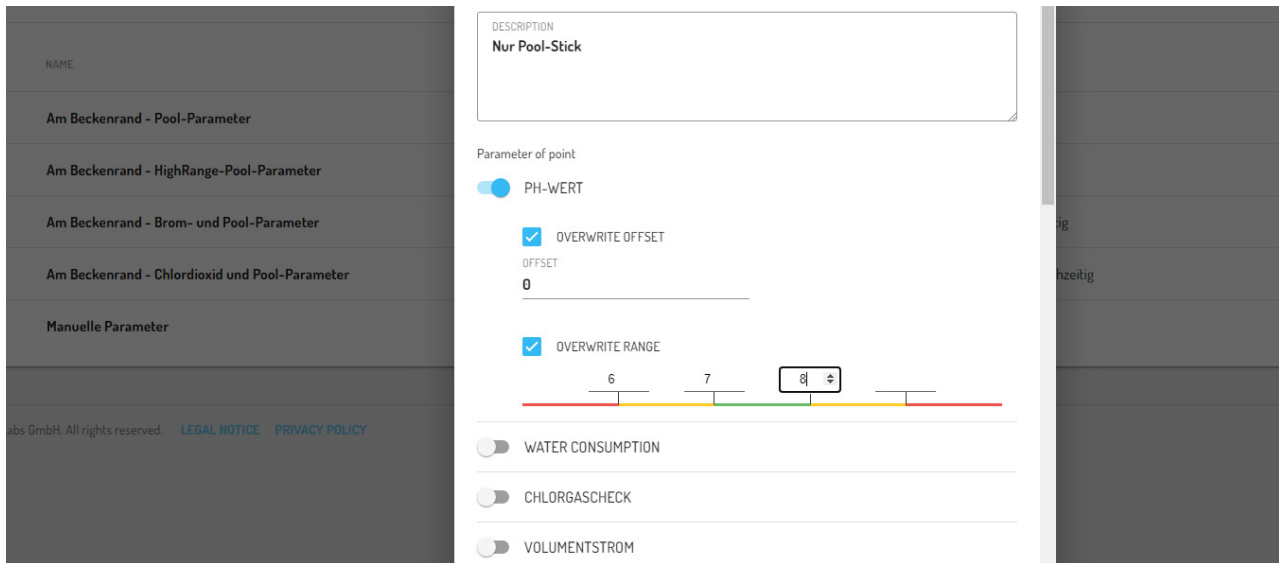 NAME
Am Beckenrand - Pool-Parameter
Am Beckenrand - HighRange-Pool-Parameter
Am Beckenrand - Brom- und Pool-Parameter
Am Beckenrand - Chlordioxid und Pool-Parameter
Manuelle Parameter
abs GmbH. All rights reserved. LEGAL NOTICE PRIVACY POLICY
DESCRIPTION
Nur Pool-Stick
Parameter of point
PH-WERT
OVERWRITE OFFSET
OFFSET
0
OVERWRITE RANGE
6 7 8
WATER CONSUMPTION
CHLORGASCHECK
VOLUMENTSTROM
tig
hzeitig